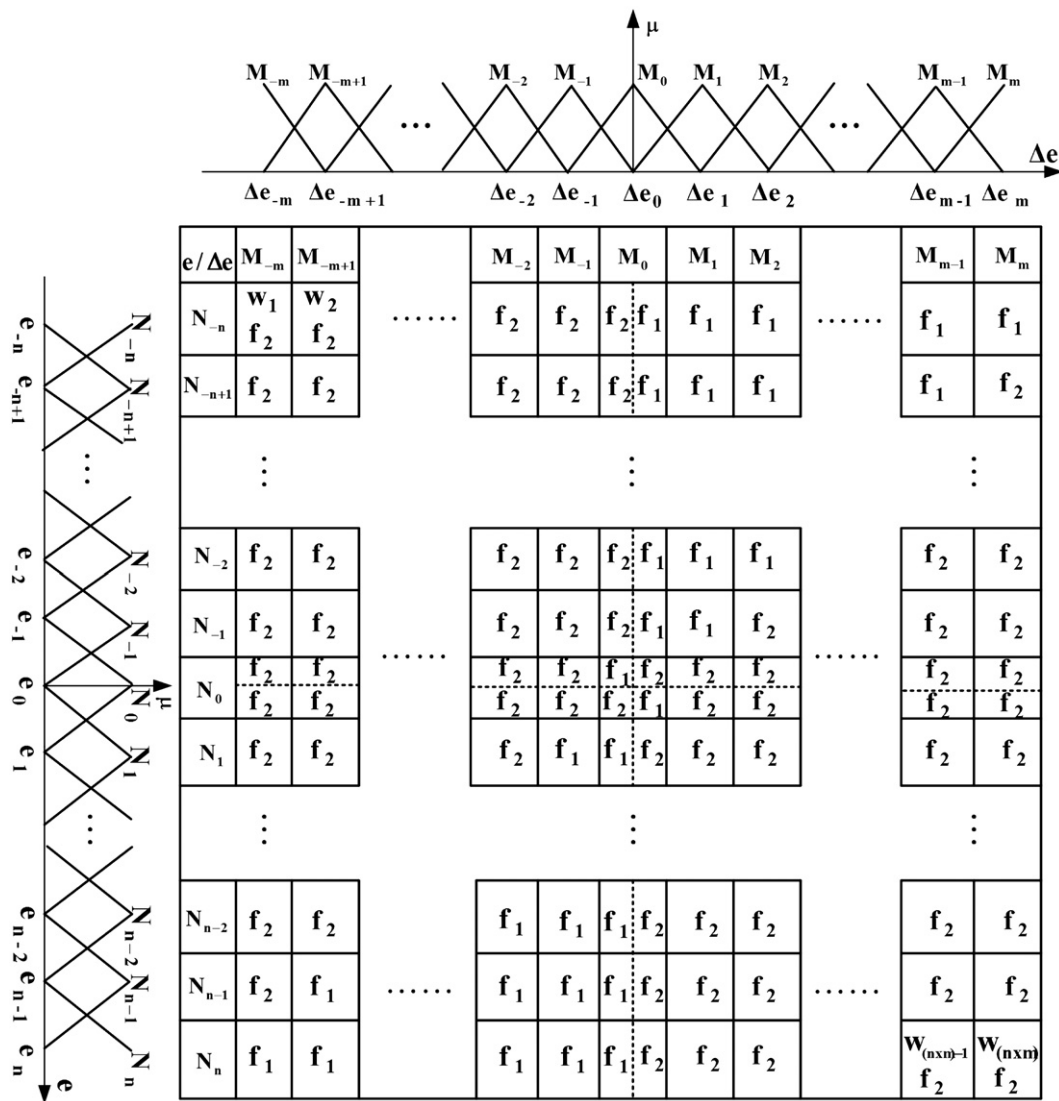 μ
M₋ₘ M₋ₘ₊₁ M₋₂ M₋₁ M₀ M₁ M₂ Mₘ₋₁ Mₘ
... ...
Δe
Δe₋ₘ Δe₋ₘ₊₁ Δe₋₂ Δe₋₁ Δe₀ Δe₁ Δe₂ Δeₘ₋₁ Δeₘ
e/Δe M₋ₘ M₋ₘ₊₁ M₋₂ M₋₁ M₀ M₁ M₂ Mₘ₋₁ Mₘ
w₁ w₂
N₋ₙ f₂ f₂ ...... f₂ f₂ f₂ f₁ f₁ f₁ ...... f₁ f₁
N₋ₙ₊₁ f₂ f₂ f₂ f₂ f₂ f₁ f₁ f₁ f₁ f₂
⋮ ⋮ ⋮
N₋₂ f₂ f₂ f₂ f₂ f₂ f₁ f₁ f₁ f₂ f₂
N₋₁ f₂ f₂ ...... f₂ f₂ f₂ f₁ f₁ f₂ ...... f₂ f₂
f₂ f₂ f₂ f₂ f₁ f₂ f₂ f₂ f₂ f₂
N₀
f₂ f₂ f₂ f₂ f₂ f₁ f₂ f₂ f₂ f₂
N₁ f₂ f₂ f₂ f₁ f₁ f₂ f₂ f₂ f₂ f₂
⋮ ⋮ ⋮
Nₙ₋₂ f₂ f₂ f₁ f₁ f₁ f₂ f₂ f₂ f₂ f₂
Nₙ₋₁ f₂ f₁ ...... f₁ f₁ f₁ f₂ f₂ f₂ ...... f₂ f₂
w₍ₙₓₙ₎₋₁ w₍ₙₓₘ₎
Nₙ f₁ f₁ f₁ f₁ f₁ f₂ f₂ f₂ f₂ f₂
e₋ₙ e₋ₙ₊₁ e₋₂ e₋₁ e₀ e₁ eₙ₋₂ eₙ₋₁ eₙ
N₋ₙ N₋ₙ₊₁ ... N₋₂ N₋₁ N₀ N₁ ... Nₙ₋₂ Nₙ₋₁ Nₙ
μ
e